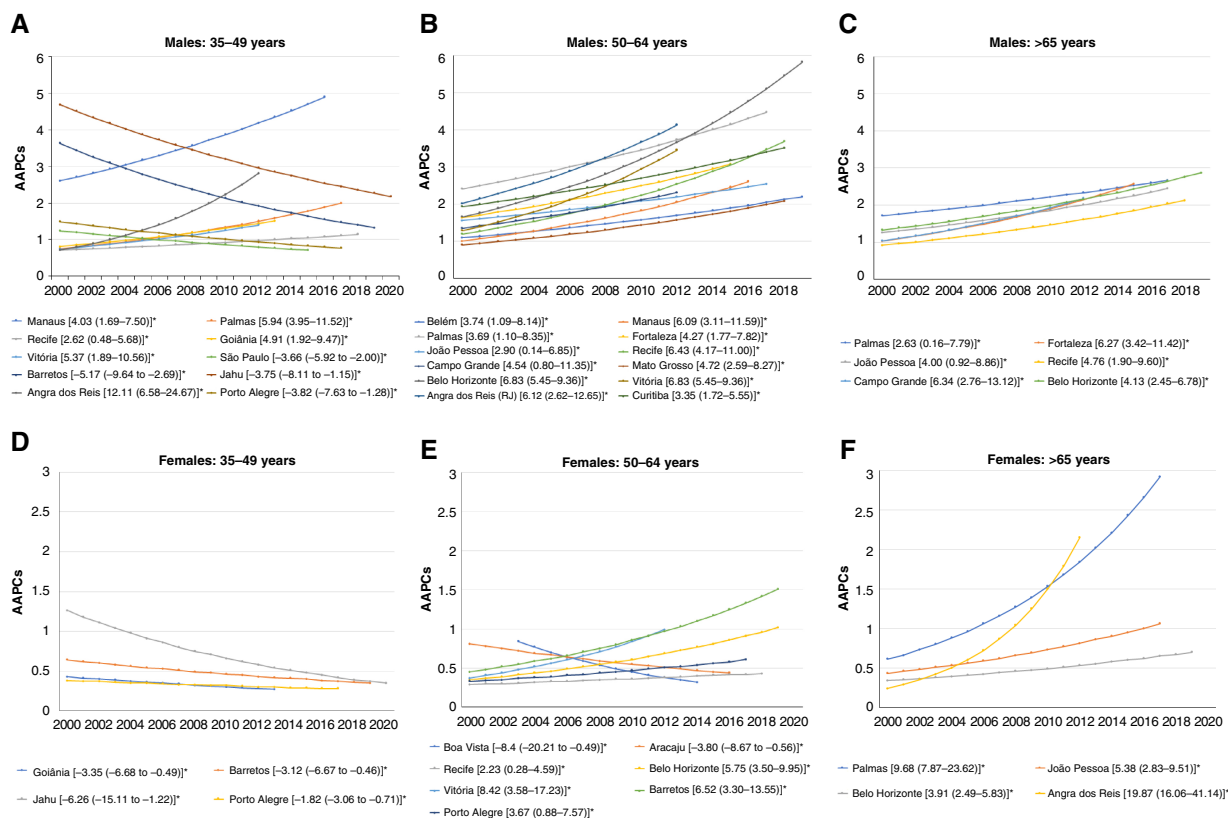 A
Males: 35–49 years
AAPCs
6
5
4
3
2
1
0
2000 2002 2004 2006 2008 2010 2012 2014 2016 2018 2020
Manaus [4.03 (1.69–7.50)]* Palmas [5.94 (3.95–11.52)]*
Recife [2.62 (0.48–5.68)]* Goiânia [4.91 (1.92–9.47)]*
Vitória [5.37 (1.89–10.56)]* São Paulo [–3.66 (–5.92 to –2.00)]*
Barretos [–5.17 (–9.64 to –2.69)]* Jahu [–3.75 (–8.11 to –1.15)]*
Angra dos Reis [12.11 (6.58–24.67)]* Porto Alegre [–3.82 (–7.63 to –1.28)]*
B
Males: 50–64 years
AAPCs
6
5
4
3
2
1
0
2000 2002 2004 2006 2008 2010 2012 2014 2016 2018
Belém [3.74 (1.09–8.14)]* Manaus [6.09 (3.11–11.59)]*
Palmas [3.69 (1.10–8.35)]* Fortaleza [4.27 (1.77–7.82)]*
João Pessoa [2.90 (0.14–6.85)]* Recife [6.43 (4.17–11.00)]*
Campo Grande [4.54 (0.80–11.35)]* Mato Grosso [4.72 (2.59–8.27)]*
Belo Horizonte [6.83 (5.45–9.36)]* Vitória [6.83 (5.45–9.36)]*
Angra dos Reis (RJ) [6.12 (2.62–12.65)]* Curitiba [3.35 (1.72–5.55)]*
C
Males: >65 years
AAPCs
6
5
4
3
2
1
0
2000 2002 2004 2006 2008 2010 2012 2014 2016 2018
Palmas [2.63 (0.16–7.79)]* Fortaleza [6.27 (3.42–11.42)]*
João Pessoa [4.00 (0.92–8.86)]* Recife [4.76 (1.90–9.60)]*
Campo Grande [6.34 (2.76–13.12)]* Belo Horizonte [4.13 (2.45–6.78)]*
D
Females: 35–49 years
AAPCs
3
2.5
2
1.5
1
0.5
0
2000 2002 2004 2006 2008 2010 2012 2014 2016 2018 2020
Goiânia [–3.35 (–6.68 to –0.49)]* Barretos [–3.12 (–6.67 to –0.46)]*
Jahu [–6.26 (–15.11 to –1.22)]* Porto Alegre [–1.82 (–3.06 to –0.71)]*
E
Females: 50–64 years
AAPCs
3
2.5
2
1.5
1
0.5
0
2000 2002 2004 2006 2008 2010 2012 2014 2016 2018 2020
Boa Vista [–8.4 (–20.21 to –0.49)]* Aracaju [–3.80 (–8.67 to –0.56)]*
Recife [2.23 (0.28–4.59)]* Belo Horizonte [5.75 (3.50–9.95)]*
Vitória [8.42 (3.58–17.23)]* Barretos [6.52 (3.30–13.55)]*
Porto Alegre [3.67 (0.88–7.57)]*
F
Females: >65 years
AAPCs
3
2.5
2
1.5
1
0.5
0
2000 2002 2004 2006 2008 2010 2012 2014 2016 2018 2020
Palmas [9.68 (7.87–23.62)]* João Pessoa [5.38 (2.83–9.51)]*
Belo Horizonte [3.91 (2.49–5.83)]* Angra dos Reis [19.87 (16.06–41.14)]*